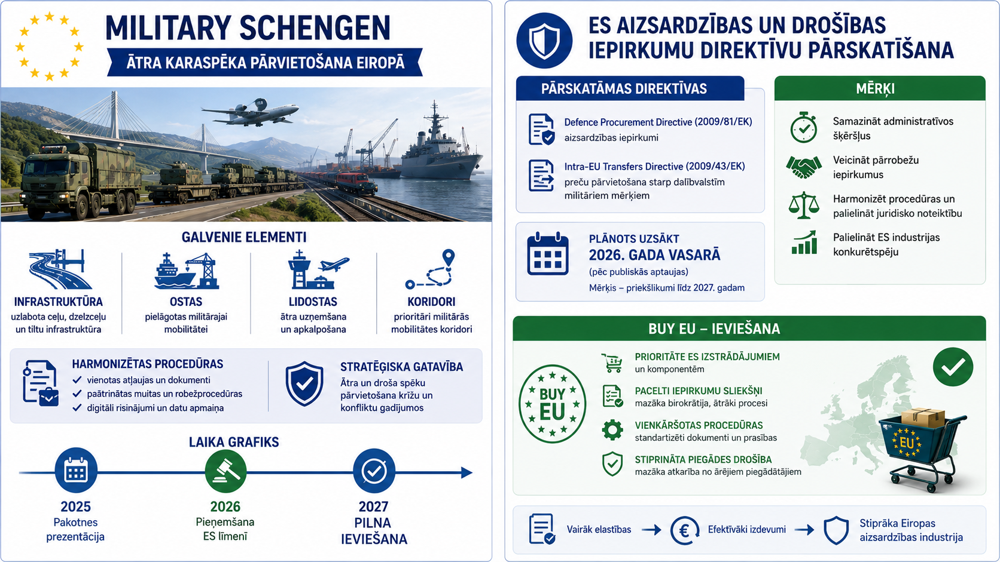 MILITARY SCHENGEN
ĀTRA KARASPĒKA PĀRVIETOŠANA EIROPĀ
GALVENIE ELEMENTI
INFRASTRUKTŪRA
uzlabota ceļu, dzelzceļu
un tiltu infrastruktūra
OSTAS
pielāgotas militārajai
mobilitātei
LIDOSTAS
ātra uzņemšana
un apkalpošana
KORIDORI
prioritāri militārās
mobilitātes koridori
HARMONIZĒTAS PROCEDŪRAS
vienotas atļaujas un dokumenti
paātrinātas muitas un robežprocedūras
digitāli risinājumi un datu apmaiņa
STRATĒĢISKA GATAVĪBA
Ātra un droša spēku
pārvietošana krīžu un
konfliktu gadījumos
LAIKA GRAFIKS
2025
Pakotnes
prezentācija
2026
Pieņemšana
ES līmenī
2027
PILNA
IEVIEŠANA
ES AIZSARDZĪBAS UN DROŠĪBAS
IEPIRKUMU DIREKTĪVU PĀRSKATĪŠANA
PĀRSKATĀMAS DIREKTĪVAS
Defence Procurement Directive (2009/81/EK)
aizsardzības iepirkumi
Intra-EU Transfers Directive (2009/43/EK)
preču pārvietošana starp dalībvalstīm
militāriem mērķiem
PLĀNOTS UZSĀKT
2026. GADA VASARĀ
(pēc publiskās aptaujas)
Mērķis – priekšlikumi līdz 2027. gadam
MĒRĶI
Samazināt administratīvos
šķēršļus
Veicināt pārrobežu
iepirkumus
Harmonizēt procedūras un
palielināt juridisko noteiktību
Palielināt ES industrijas
konkurētspēju
BUY EU – IEVIEŠANA
BUY
EU
PRIORITĀTE ES IZSTRĀDĀJUMIEM
un komponentēm
PACELTI IEPIRKUMU SLIEKŠŅI
mazāka birokrātija, ātrāki procesi
VIENKĀRŠOTAS PROCEDŪRAS
standartizēti dokumenti un prasības
STIPRINĀTA PIEGĀDES DROŠĪBA
mazāka atkarība no ārējiem piegādātājiem
EU
Vairāk elastības
€
Efektīvāki izdevumi
Stiprāka Eiropas
aizsardzības industrija